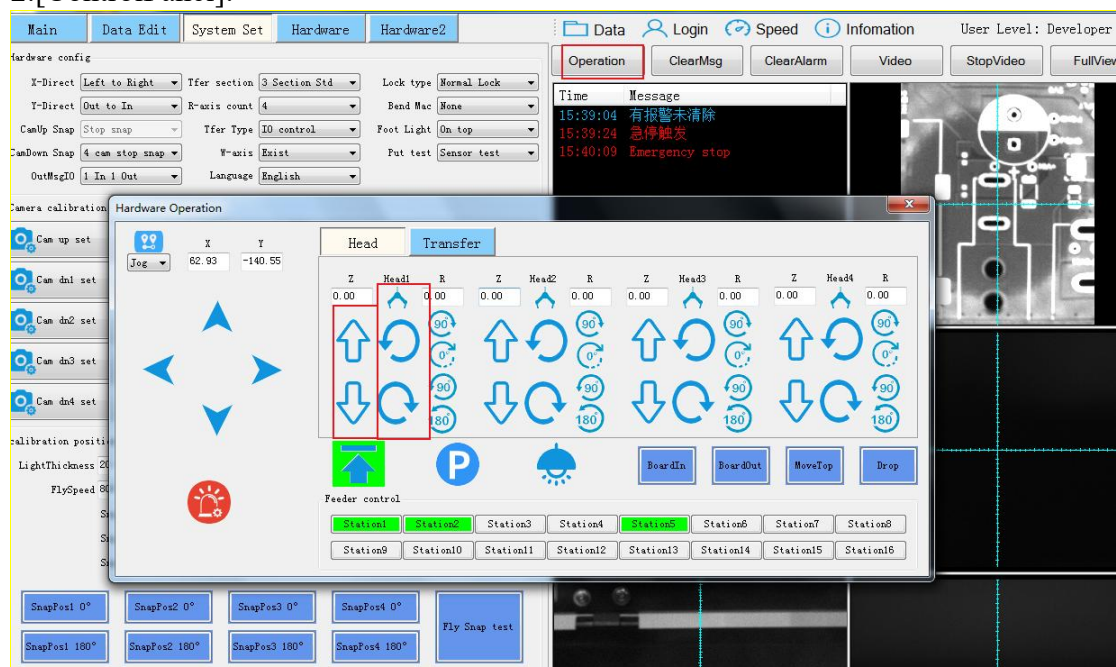 Main Data Edit System Set Hardware Hardware2 Data Login Speed Infomation User Level: Developer
Operation ClearMsg ClearAlarm Video StopVideo FullView
Hardware config
X-Direct Left to Right Tfer section 3 Section Std Lock type Normal Lock
Y-Direct Out to In R-axis count 4 Bend Mac None
CamUp Snap Stop snap Tfer Type IO control Foot Light On top
CamDown Snap 4 cam stop snap W-axis Exist Put test Sensor test
OutMsgIO 1 In 1 Out Language English
Time Message
15:39:04 有报警未清除
15:39:24 急停触发
15:40:09 Emergency stop
Camera calibration
Cam up set
Cam dn1 set
Cam dn2 set
Cam dn3 set
Cam dn4 set
Hardware Operation
Jog X Y
62.93 -140.55
Head Transfer
Z Head1 R Z Head2 R Z Head3 R Z Head4 R
0.00 0.00 0.00 0.00 0.00 0.00 0.00 0.00
90° 90° 90° 90°
0° 0° 0° 0°
90° 90° 90° 90°
180° 180° 180° 180°
P BoardIn BoardOut MoveTop Drop
Feeder control
Station1 Station2 Station3 Station4 Station5 Station6 Station7 Station8
Station9 Station10 Station11 Station12 Station13 Station14 Station15 Station16
LightThickness 20
FlySpeed 80
SnapPos1 0° SnapPos2 0° SnapPos3 0° SnapPos4 0° Fly Snap test
SnapPos1 180° SnapPos2 180° SnapPos3 180° SnapPos4 180°